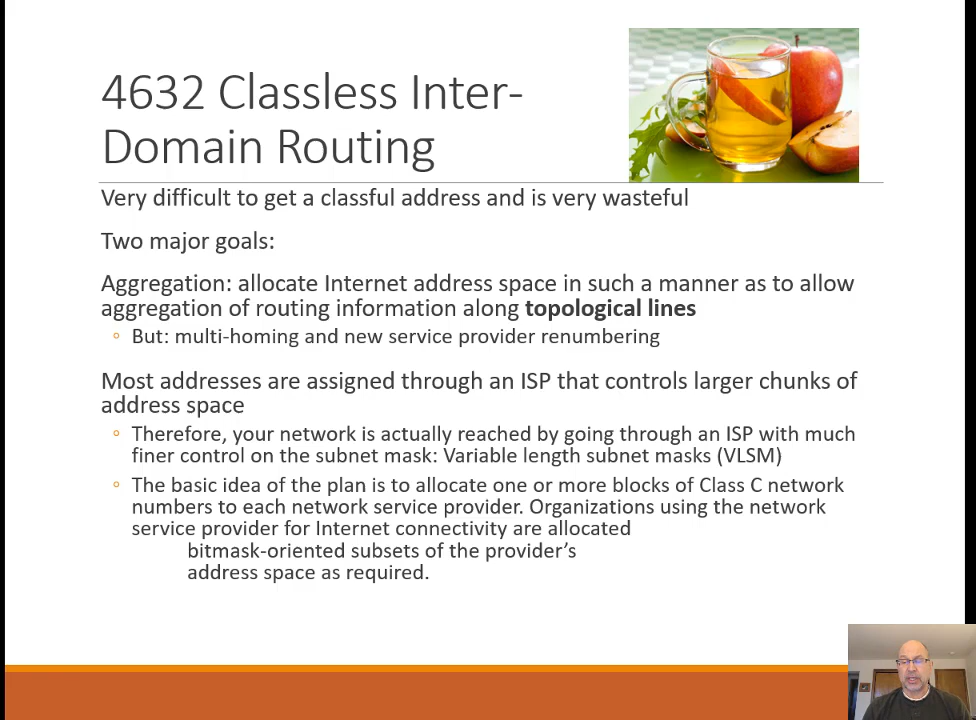 4632 Classless Inter-
Domain Routing
Very difficult to get a classful address and is very wasteful
Two major goals:
Aggregation: allocate Internet address space in such a manner as to allow
aggregation of routing information along topological lines
◦ But: multi-homing and new service provider renumbering
Most addresses are assigned through an ISP that controls larger chunks of
address space
◦ Therefore, your network is actually reached by going through an ISP with much
finer control on the subnet mask: Variable length subnet masks (VLSM)
◦ The basic idea of the plan is to allocate one or more blocks of Class C network
numbers to each network service provider. Organizations using the network
service provider for Internet connectivity are allocated
bitmask-oriented subsets of the provider’s
address space as required.